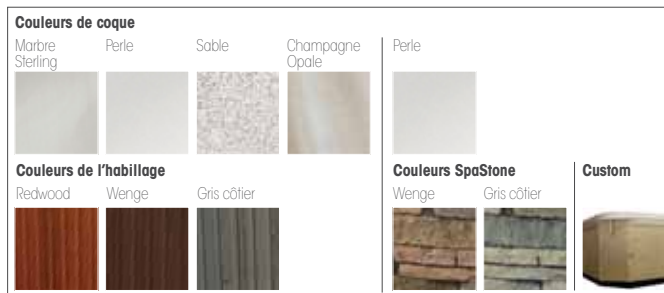 Couleurs de coque
Marbre Sterling
Perle
Sable
Champagne Opale
Perle
Couleurs de l'habillage
Redwood
Wenge
Gris côtier
Couleurs SpaStone
Wenge
Gris côtier
Custom